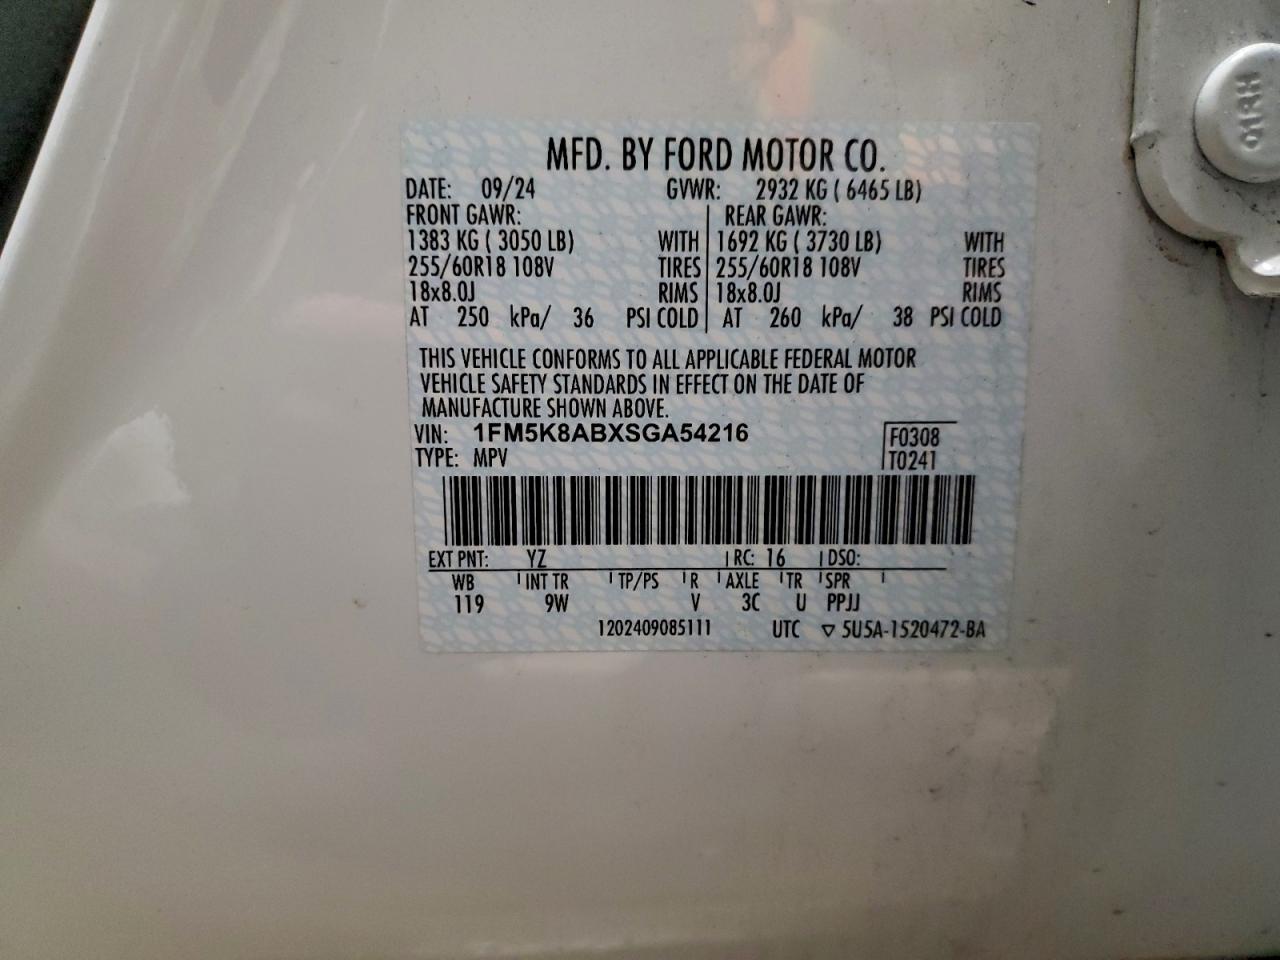 01RH
MFD. BY FORD MOTOR CO.
DATE: 09/24 GVWR: 2932 KG ( 6465 LB)
FRONT GAWR: REAR GAWR:
1383 KG ( 3050 LB) WITH 1692 KG ( 3730 LB) WITH
255/60R18 108V TIRES 255/60R18 108V TIRES
18x8.0J RIMS 18x8.0J RIMS
AT 250 kPa/ 36 PSI COLD AT 260 kPa/ 38 PSI COLD
THIS VEHICLE CONFORMS TO ALL APPLICABLE FEDERAL MOTOR
VEHICLE SAFETY STANDARDS IN EFFECT ON THE DATE OF
MANUFACTURE SHOWN ABOVE.
VIN: 1FM5K8ABXSGA54216 F0308
TYPE: MPV T0241
EXT PNT: YZ RC: 16 DSO:
WB INT TR TP/PS R AXLE TR SPR
119 9W V 3C U PPJJ
1202409085111 UTC ▽ 5U5A-1520472-BA